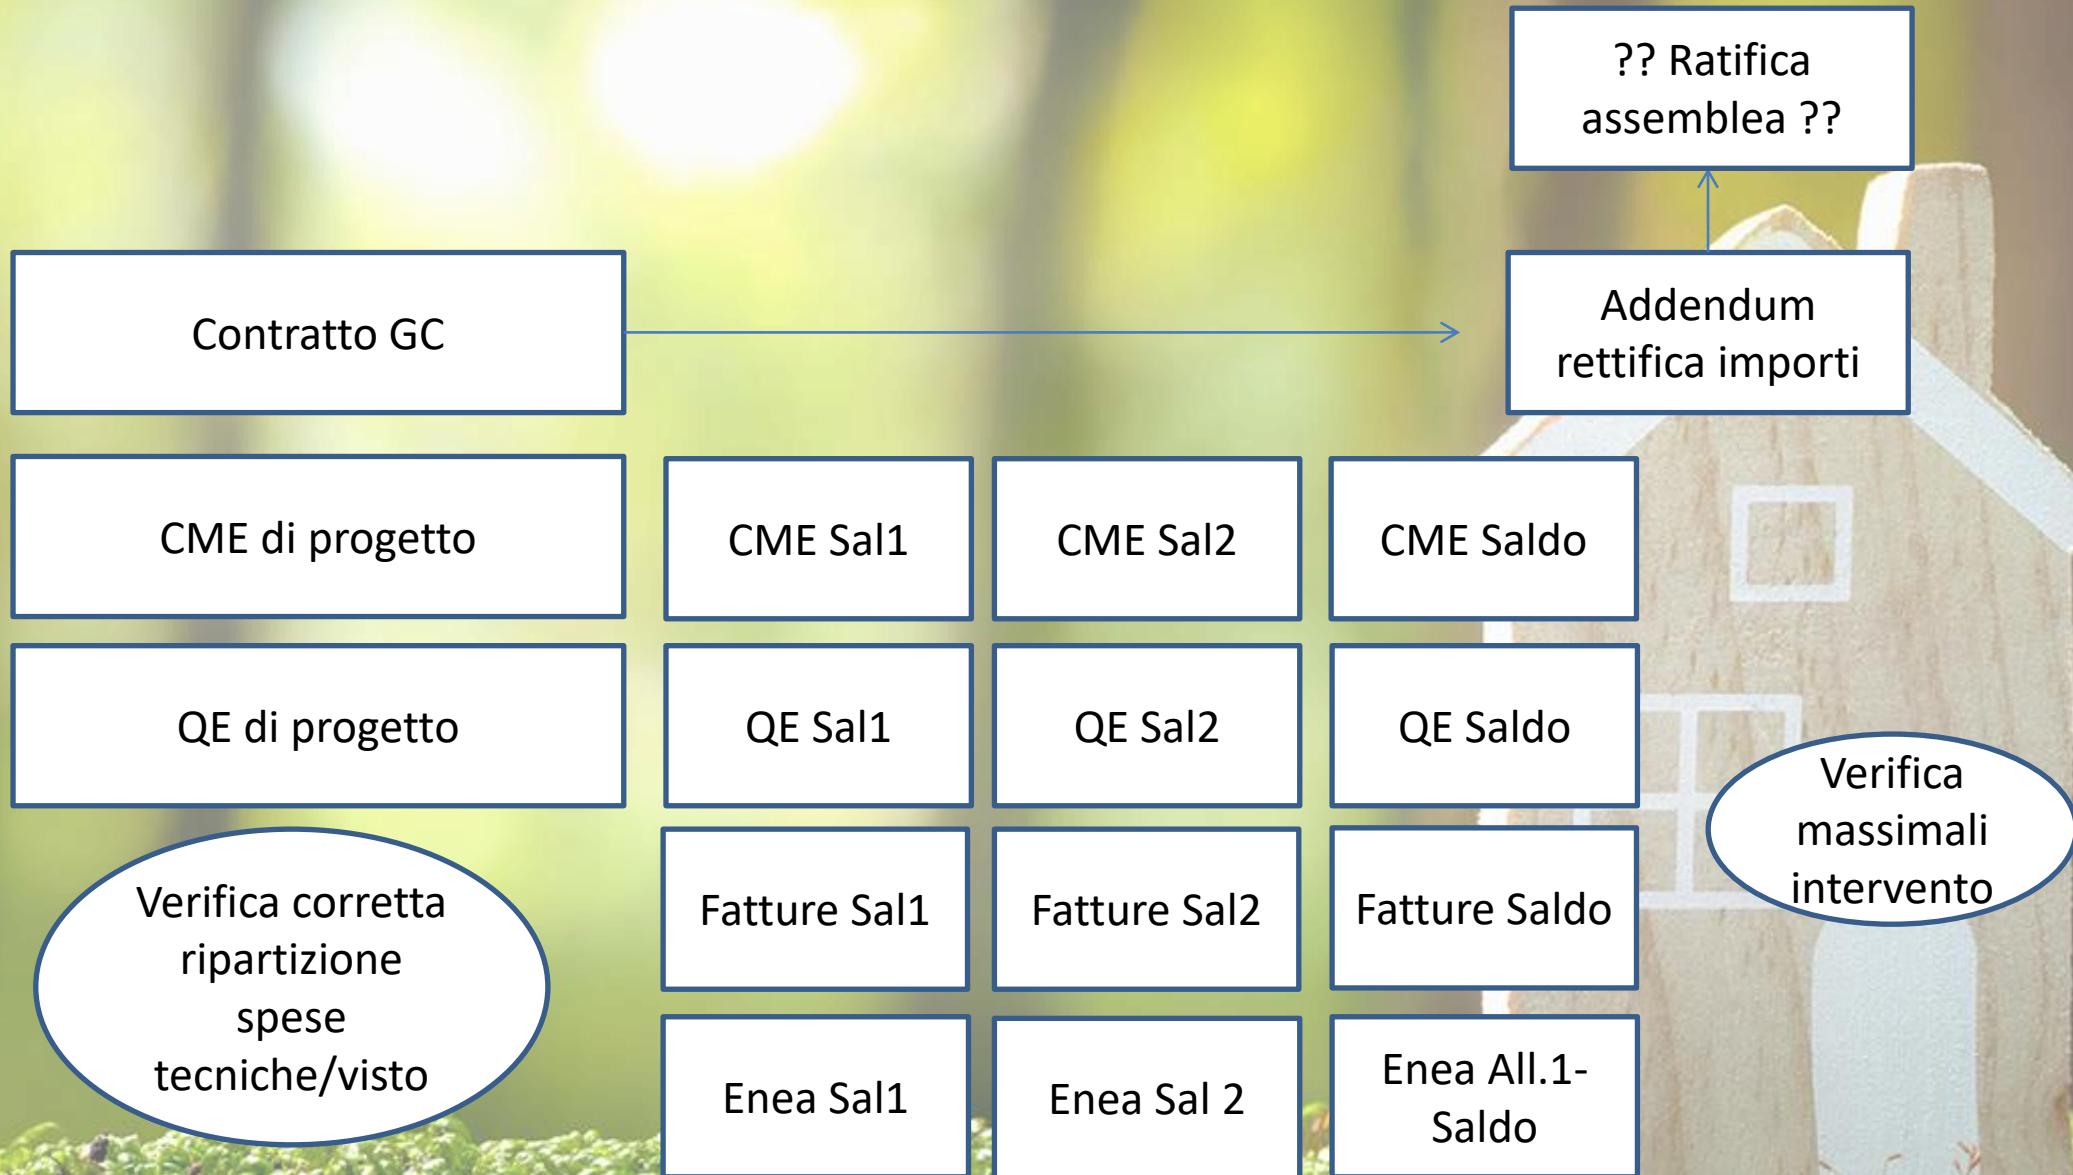 ?? Ratifica
assemblea ??
Contratto GC
Addendum
rettifica importi
CME di progetto
CME Sal1
CME Sal2
CME Saldo
QE di progetto
QE Sal1
QE Sal2
QE Saldo
Verifica
massimali
intervento
Verifica corretta
ripartizione
spese
tecniche/visto
Fatture Sal1
Fatture Sal2
Fatture Saldo
Enea Sal1
Enea Sal 2
Enea All.1-
Saldo